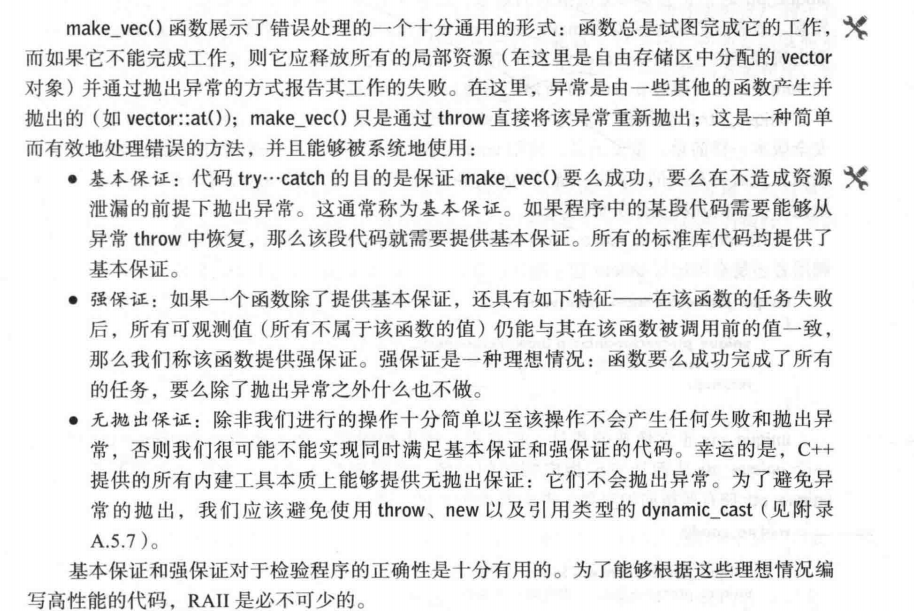 make_vec() 函数展示了错误处理的一个十分通用的形式：函数总是试图完成它的工作，
而如果它不能完成工作，则它应释放所有的局部资源（在这里是自由存储区中分配的 vector
对象）并通过抛出异常的方式报告其工作的失败。在这里，异常是由一些其他的函数产生并
抛出的（如 vector::at()）；make_vec() 只是通过 throw 直接将该异常重新抛出；这是一种简单
而有效地处理错误的方法，并且能够被系统地使用：
● 基本保证：代码 try…catch 的目的是保证 make_vec() 要么成功，要么在不造成资源
泄漏的前提下抛出异常。这通常称为基本保证。如果程序中的某段代码需要能够从
异常 throw 中恢复，那么该段代码就需要提供基本保证。所有的标准库代码均提供了
基本保证。
● 强保证：如果一个函数除了提供基本保证，还具有如下特征——在该函数的任务失败
后，所有可观测值（所有不属于该函数的值）仍能与其在该函数被调用前的值一致，
那么我们称该函数提供强保证。强保证是一种理想情况：函数要么成功完成了所有
的任务，要么除了抛出异常之外什么也不做。
● 无抛出保证：除非我们进行的操作十分简单以至该操作不会产生任何失败和抛出异
常，否则我们很可能不能实现同时满足基本保证和强保证的代码。幸运的是，C++
提供的所有内建工具本质上能够提供无抛出保证：它们不会抛出异常。为了避免异
常的抛出，我们应该避免使用 throw、new 以及引用类型的 dynamic_cast（见附录
A.5.7）。
基本保证和强保证对于检验程序的正确性是十分有用的。为了能够根据这些理想情况编
写高性能的代码，RAII 是必不可少的。